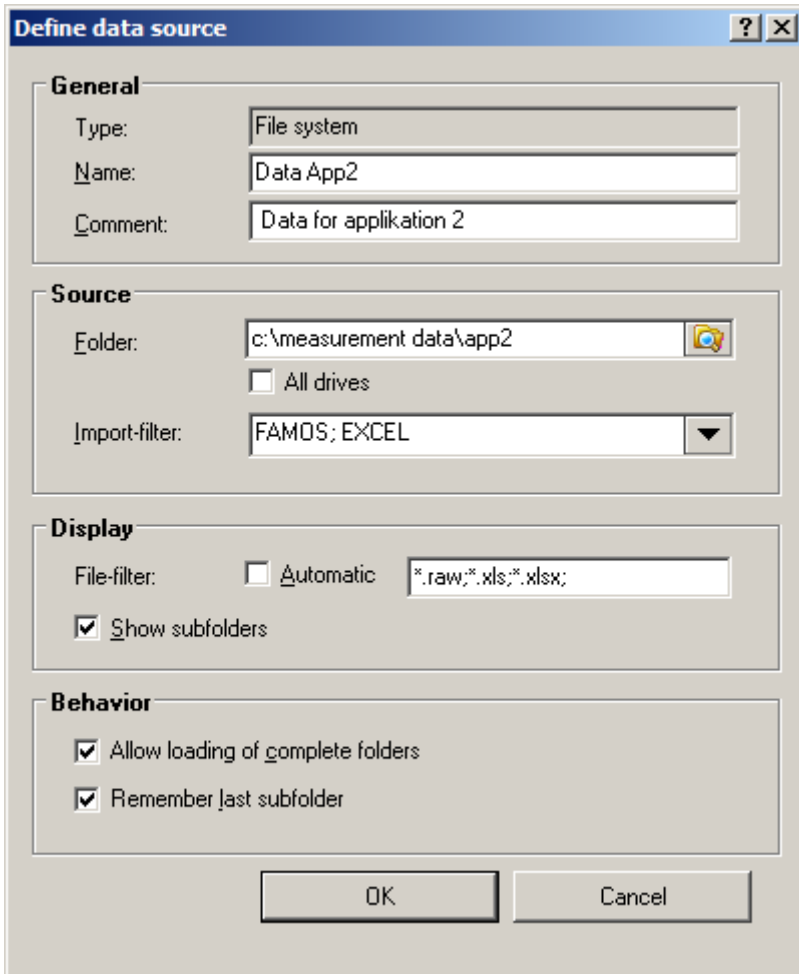 Define data source
General
Type: File system
Name: Data App2
Comment: Data for applikation 2
Source
Folder: c:\measurement data\app2
All drives
Import-filter: FAMOS; EXCEL
Display
File-filter: Automatic *.raw;*.xls;*.xlsx;
Show subfolders
Behavior
Allow loading of complete folders
Remember last subfolder
OK Cancel